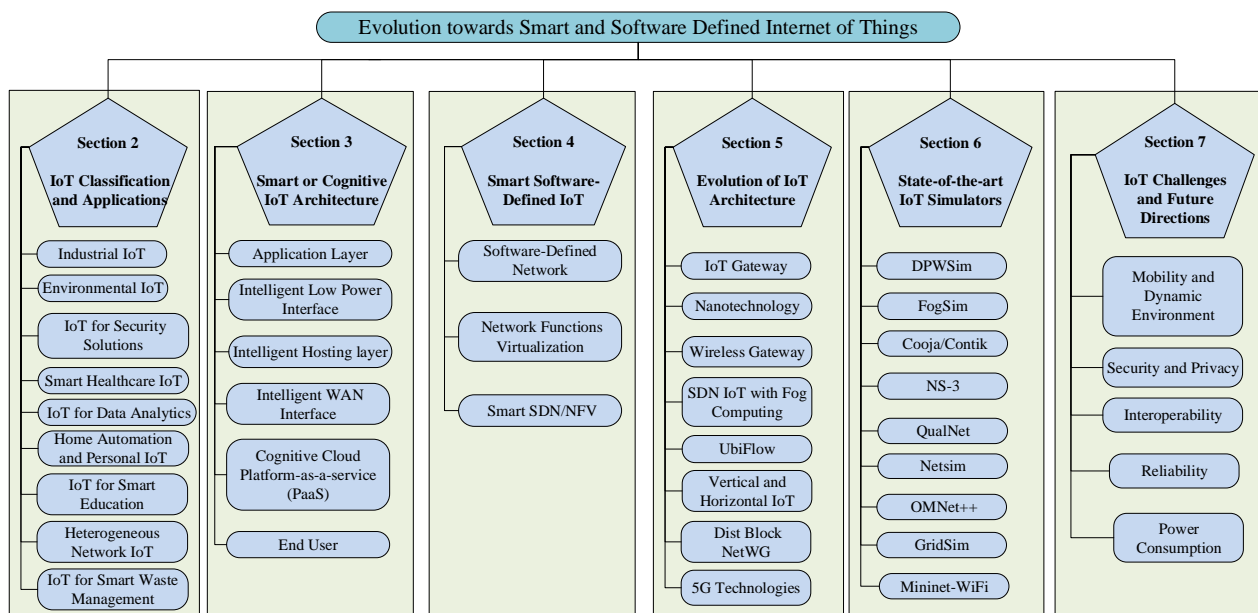 Evolution towards Smart and Software Defined Internet of Things
Section 2
IoT Classification
and Applications
Industrial IoT
Environmental IoT
IoT for Security
Solutions
Smart Healthcare IoT
IoT for Data Analytics
Home Automation
and Personal IoT
IoT for Smart
Education
Heterogeneous
Network IoT
IoT for Smart Waste
Management
Section 3
Smart or Cognitive
IoT Architecture
Application Layer
Intelligent Low Power
Interface
Intelligent Hosting layer
Intelligent WAN
Interface
Cognitive Cloud
Platform-as-a-service
(PaaS)
End User
Section 4
Smart Software-
Defined IoT
Software-Defined
Network
Network Functions
Virtualization
Smart SDN/NFV
Section 5
Evolution of IoT
Architecture
IoT Gateway
Nanotechnology
Wireless Gateway
SDN IoT with Fog
Computing
UbiFlow
Vertical and
Horizontal IoT
Dist Block
NetWG
5G Technologies
Section 6
State-of-the-art
IoT Simulators
DPWSim
FogSim
Cooja/Contik
NS-3
QualNet
Netsim
OMNet++
GridSim
Mininet-WiFi
Section 7
IoT Challenges
and Future
Directions
Mobility and
Dynamic
Environment
Security and Privacy
Interoperability
Reliability
Power
Consumption